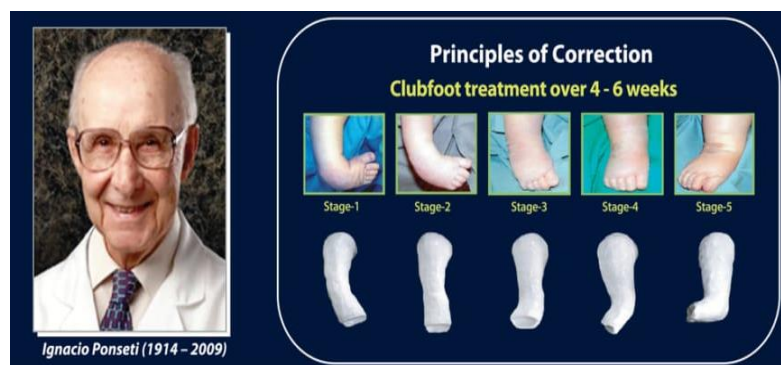 Principles of Correction
Clubfoot treatment over 4 - 6 weeks
Stage-1 Stage-2 Stage-3 Stage-4 Stage-5
Ignacio Ponseti (1914 – 2009)